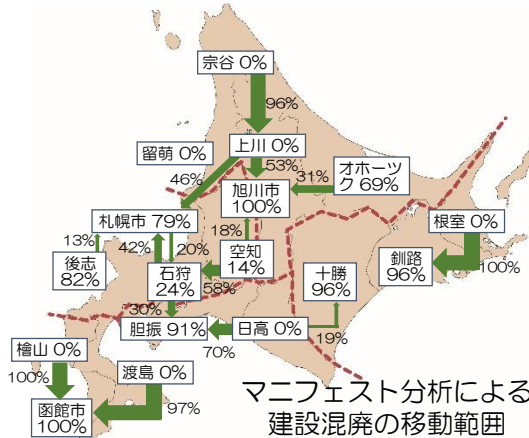 宗谷 0%
96%
留萌 0%
上川 0%
46%
53%
オホーツ
ク 69%
31%
旭川市
100%
札幌市 79%
18%
根室 0%
13%
42%
20%
空知
14%
後志
82%
石狩
24%
58%
十勝
96%
釧路
96%
100%
30%
胆振 91%
日高 0%
19%
70%
檜山 0%
渡島 0%
100%
97%
函館市
100%
マニフェスト分析による
建設混廃の移動範囲